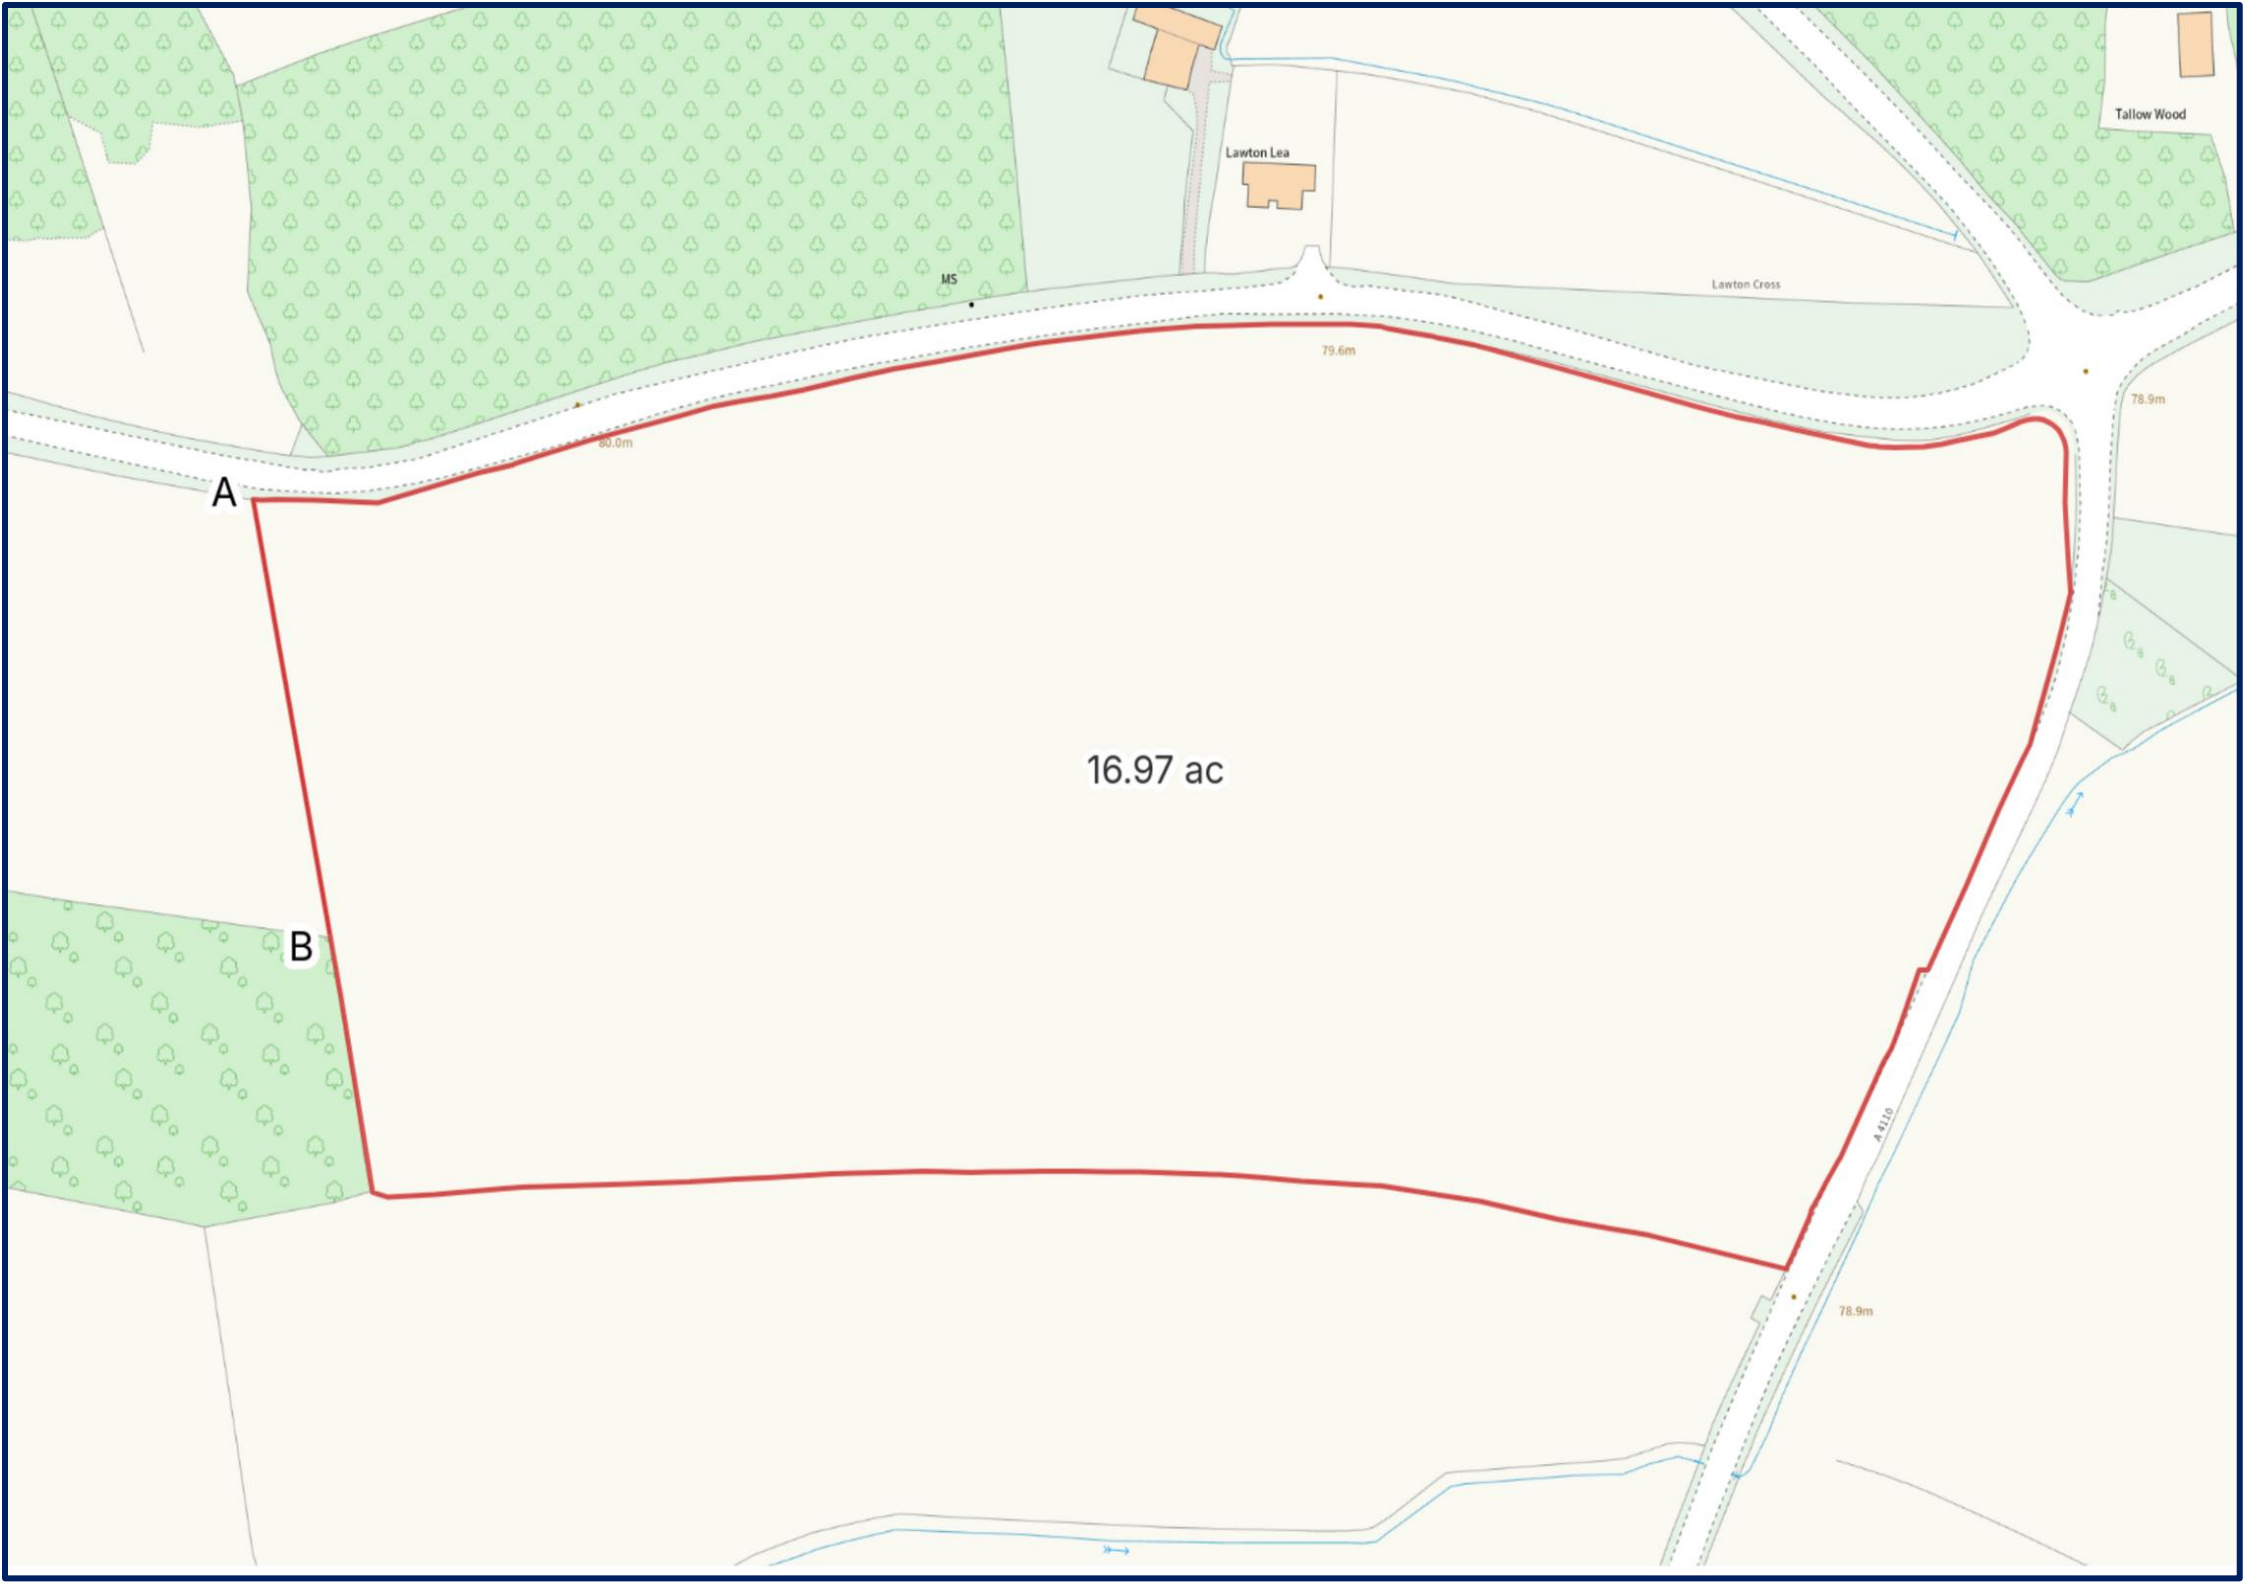 Tallow Wood
Lawton Lea
MS
Lawton Cross
79.6m
78.9m
80.0m
A
16.97 ac
B
A 4110
78.9m